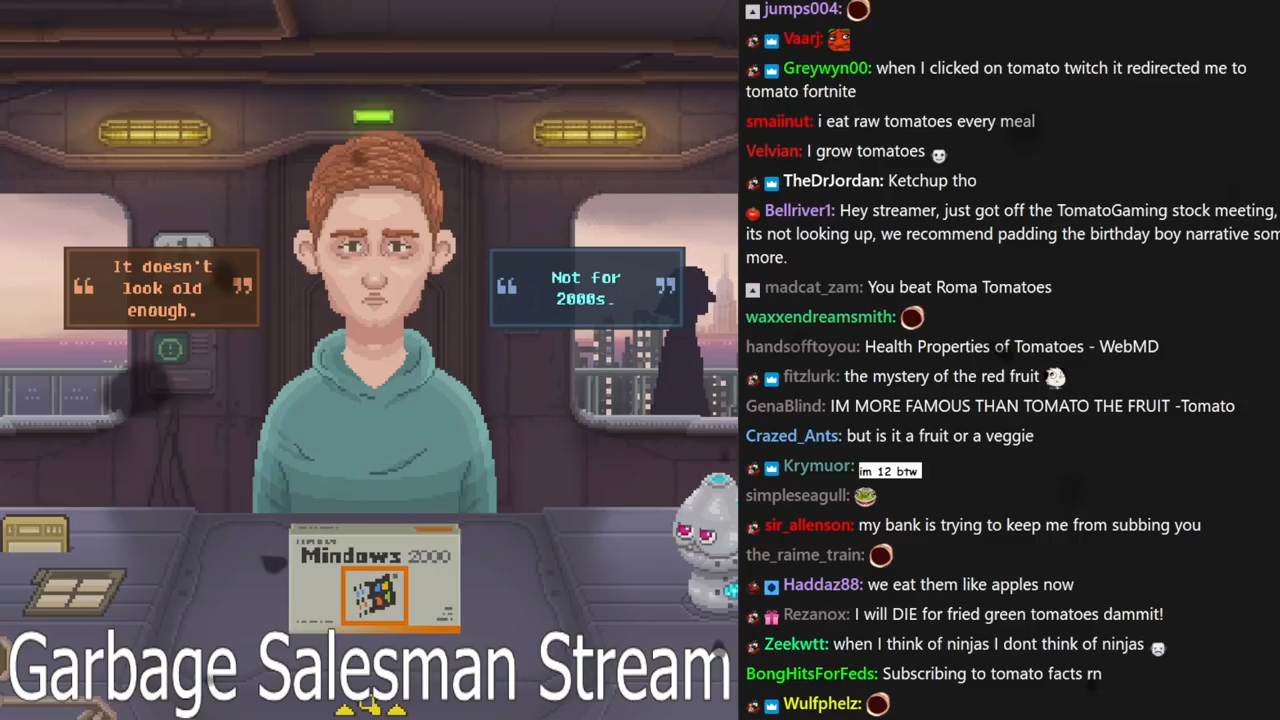 It doesn't
look old
enough.
Not for
2000s.
Mindows 2000
Garbage Salesman Stream
jumps004:
Vaarj:
Greywyn00: when I clicked on tomato twitch it redirected me to
tomato fortnite
smaiinut: i eat raw tomatoes every meal
Velvian: I grow tomatoes
TheDrJordan: Ketchup tho
Bellriver1: Hey streamer, just got off the TomatoGaming stock meeting,
its not looking up, we recommend padding the birthday boy narrative som
more.
madcat_zam: You beat Roma Tomatoes
waxxendreamsmith:
handsofftoyou: Health Properties of Tomatoes - WebMD
fitzlurk: the mystery of the red fruit
GenaBlind: IM MORE FAMOUS THAN TOMATO THE FRUIT -Tomato
Crazed_Ants: but is it a fruit or a veggie
Krymuor: im 12 btw
simpleseagull:
sir_allenson: my bank is trying to keep me from subbing you
the_raime_train:
Haddaz88: we eat them like apples now
Rezanox: I will DIE for fried green tomatoes dammit!
Zeekwtt: when I think of ninjas I dont think of ninjas
BongHitsForFeds: Subscribing to tomato facts rn
Wulfphelz: